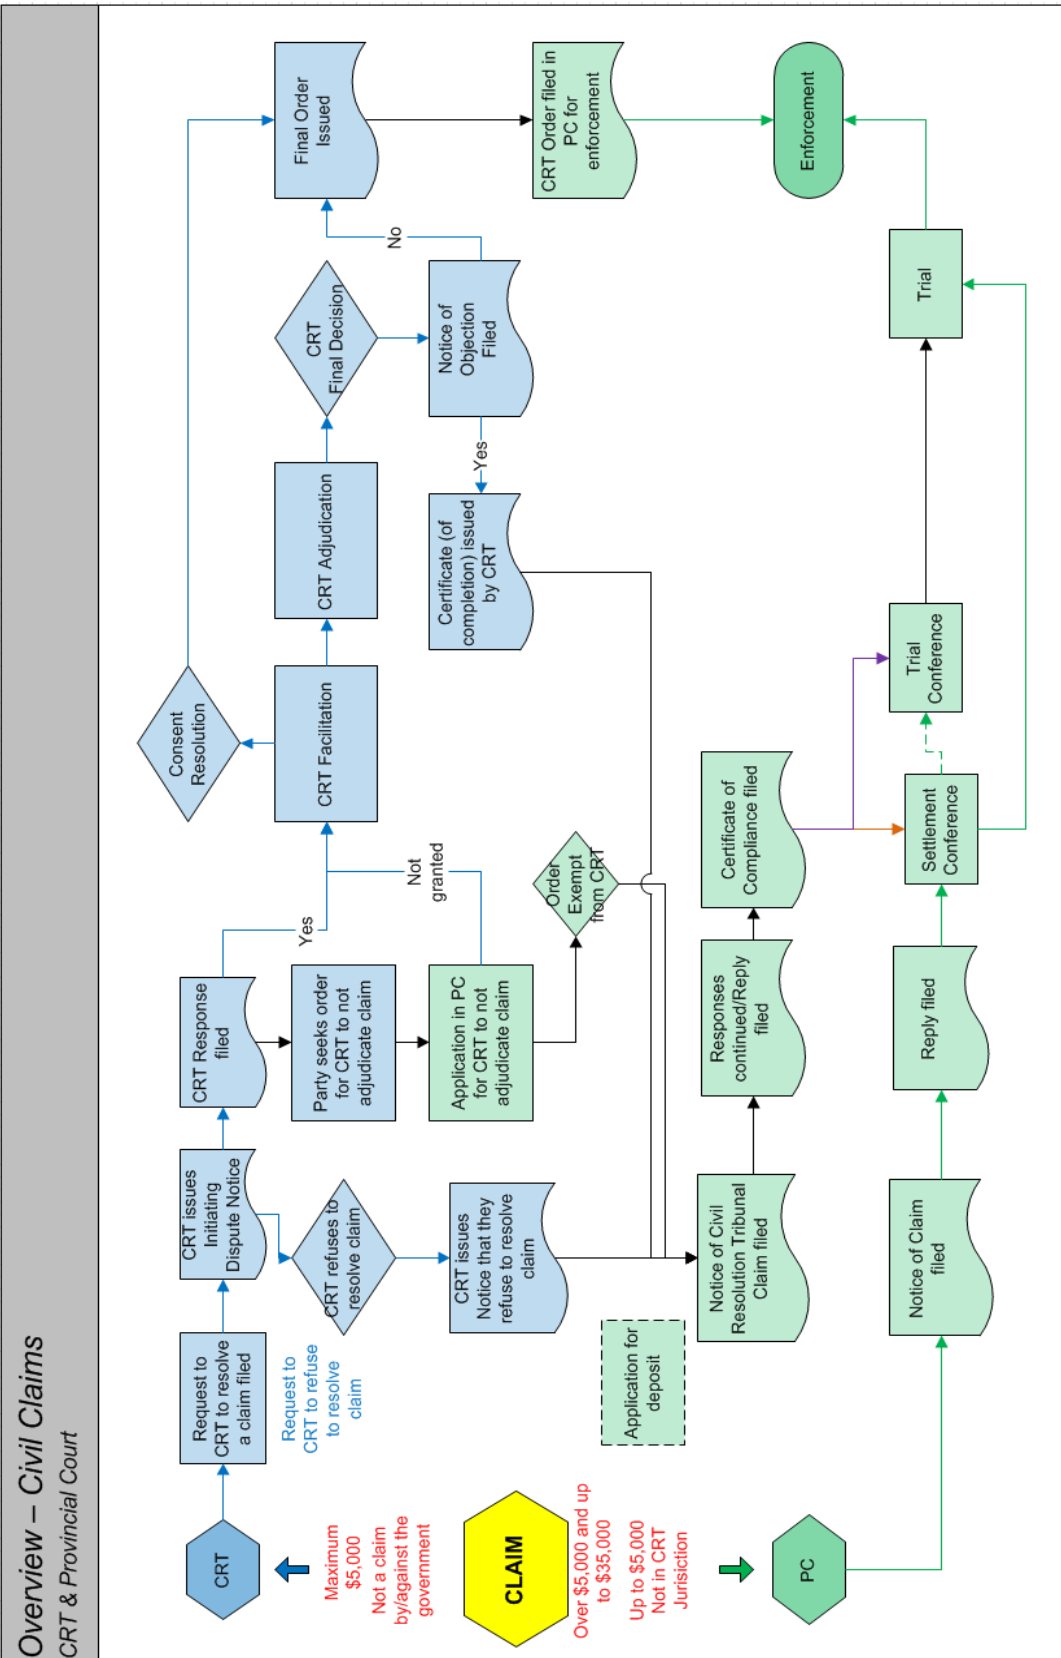 Overview – Civil Claims
CRT & Provincial Court
CRT
Request to
CRT to resolve
a claim filed
CRT issues
Initiating
Dispute Notice
CRT Response
filed
Yes
Consent
Resolution
CRT Facilitation
CRT Adjudication
CRT
Final Decision
Final Order
Issued
Request to
CRT to refuse
to resolve
claim
CRT refuses to
resolve claim
Party seeks order
for CRT to not
adjudicate claim
Not
granted
No
Maximum
$5,000
Not a claim
by/against the
government
CRT issues
Notice that they
refuse to resolve
claim
Application in PC
for CRT to not
adjudicate claim
Certificate (of
completion) issued
by CRT
Yes
Notice of
Objection
Filed
CLAIM
Order
Exempt
from CRT
CRT Order filed in
PC for
enforcement
Over $5,000 and up
to $35,000
Up to $5,000
Not in CRT
Jurisiction
Application for
deposit
Notice of Civil
Resolution Tribunal
Claim filed
Responses
continued/Reply
filed
Certificate of
Compliance filed
PC
Notice of Claim
filed
Reply filed
Settlement
Conference
Trial
Conference
Trial
Enforcement